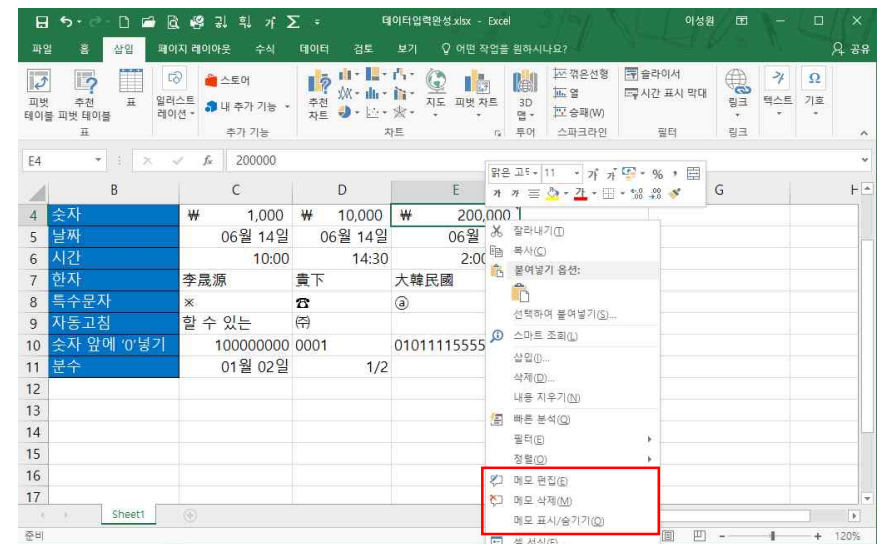 데이터입력완성.xlsx - Excel
이성원
파일 홈 삽입 페이지 레이아웃 수식 데이터 검토 보기 어떤 작업을 원하시나요? 공유
피벗 테이블
추천 피벗 테이블
표
일러스트레이션
스토어
내 추가 기능
추천 차트
지도
피벗 차트
3D 맵
꺾은선형
열
승패(W)
슬라이서
시간 표시 막대
링크
텍스트
기호
Ω
표 추가 기능 차트 투어 스파크라인 필터 링크
E4 fx 200000
맑은 고딕 11 가 가 % ,
가 가 가 .00 .0
B C D E G H
4 숫자 ₩ 1,000 ₩ 10,000 ₩ 200,000
5 날짜 06월 14일 06월 14일 06월
6 시간 10:00 14:30 2:00
7 한자 李晟源 貴下 大韓民國
8 특수문자 ※ ☎ ⓐ
9 자동고침 할 수 있는 ㈜
10 숫자 앞에 '0'넣기 100000000 0001 01011115555
11 분수 01월 02일 1/2
12
13
14
15
16
17
잘라내기(T)
복사(C)
붙여넣기 옵션:
선택하여 붙여넣기(S)...
스마트 조회(L)
삽입(I)...
삭제(D)...
내용 지우기(N)
빠른 분석(Q)
필터(E)
정렬(O)
메모 편집(E)
메모 삭제(M)
메모 표시/숨기기(O)
셀 서식(F)...
Sheet1
준비
120%